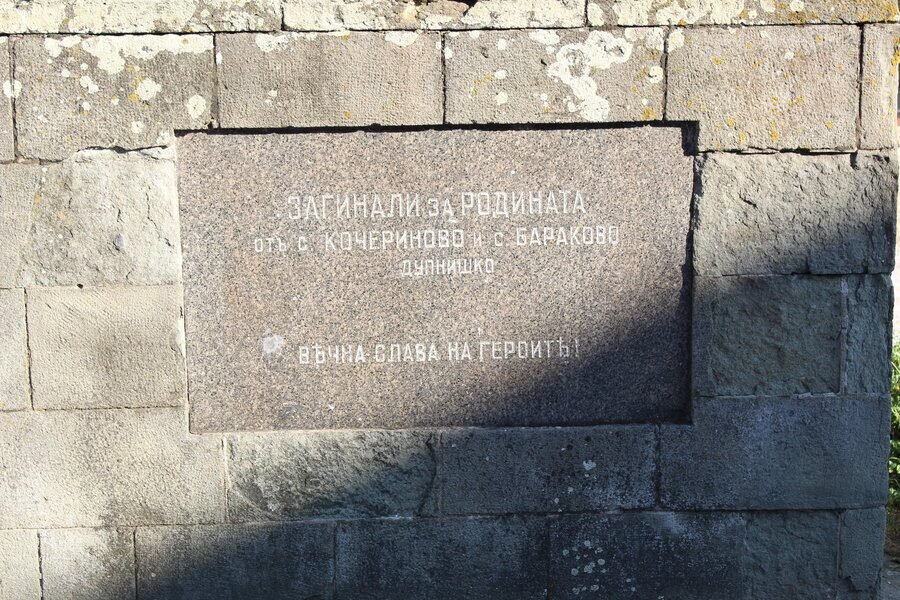 ЗАГИНАЛИ ЗА РОДИНАТА
отъ с. КОЧЕРИНОВО и с. БАРАКОВО
ДУПНИШКО
ВѢЧНА СЛАВА НА ГЕРОИТѢ!